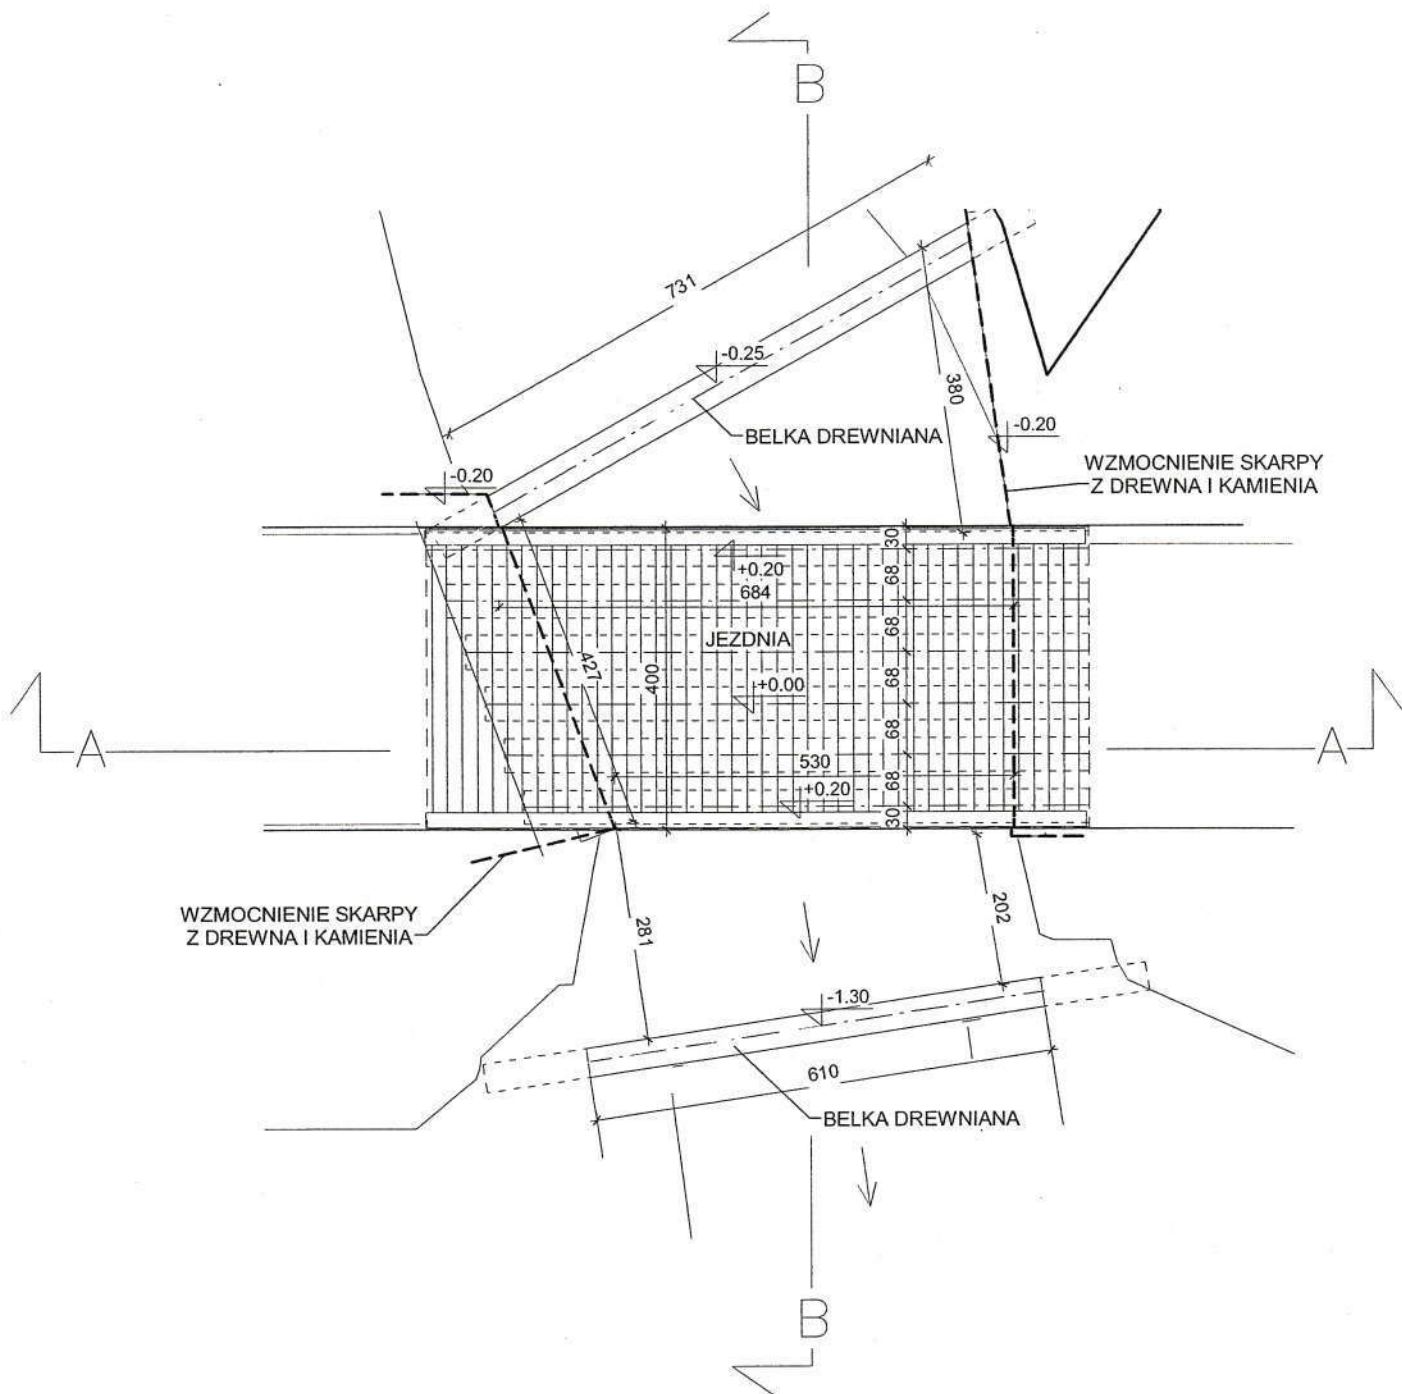 B
731
-0.25
380
BELKA DREWNIANA
-0.20
-0.20
WZMOCNIENIE SKARPY
Z DREWNA I KAMIENIA
30
+0.20
68
684
68
JEZDNIA
427
400
68
+0.00
A
68
A
530
68
+0.20
30
WZMOCNIENIE SKARPY
Z DREWNA I KAMIENIA
281
202
-1.30
610
BELKA DREWNIANA
B